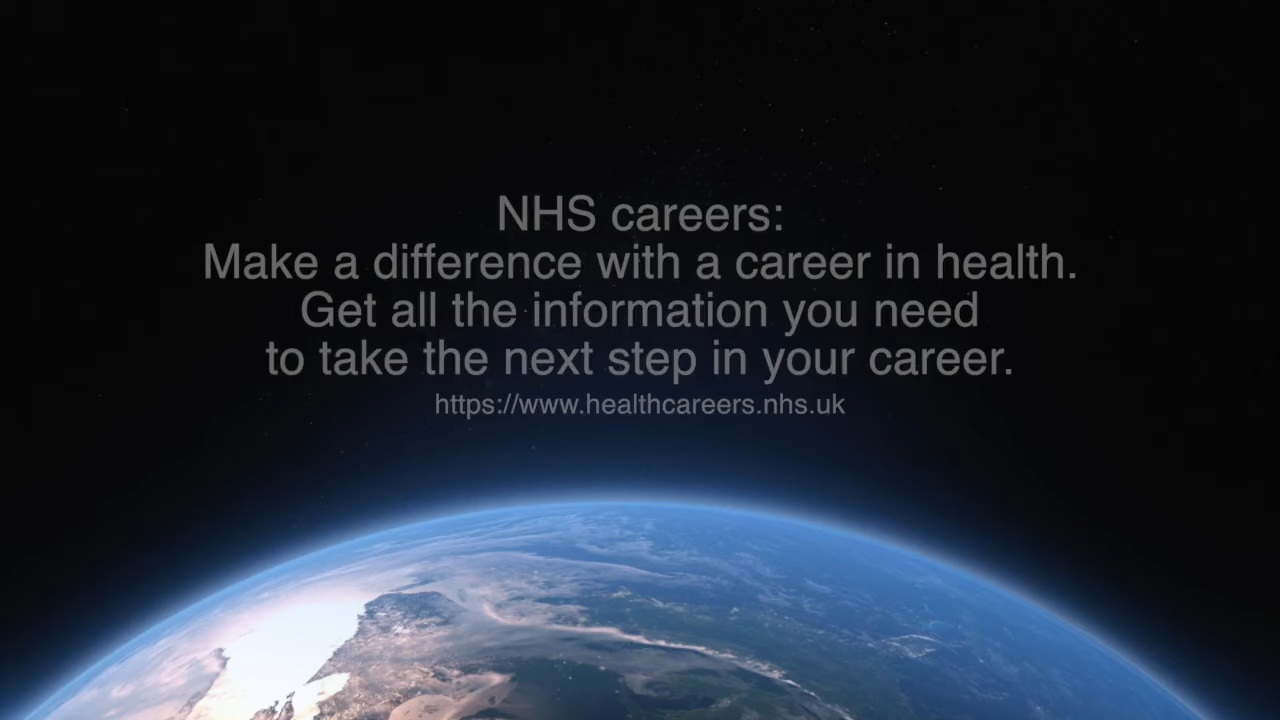 NHS careers:
Make a difference with a career in health.
Get all the information you need
to take the next step in your career.
https://www.healthcareers.nhs.uk